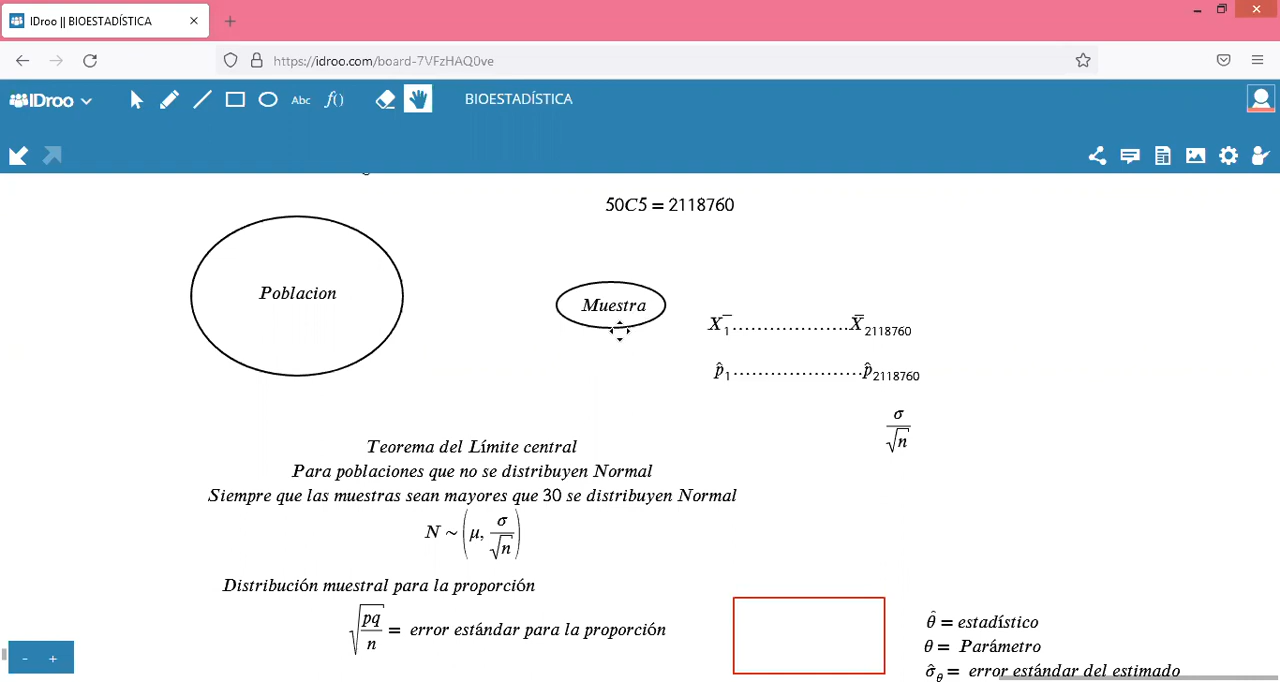 IDroo || BIOESTADÍSTICA
https://idroo.com/board-7VFzHAQ0ve
IDroo
Abc
f()
BIOESTADÍSTICA
50C5 = 2118760
Poblacion
Muestra
X̄₁...................X̄₂₁₁₈₇₆₀
p̂₁.....................p̂₂₁₁₈₇₆₀
σ/√n
Teorema del Límite central
Para poblaciones que no se distribuyen Normal
Siempre que las muestras sean mayores que 30 se distribuyen Normal
N ~ (μ, σ/√n)
Distribución muestral para la proporción
√(pq/n) = error estándar para la proporción
θ̂ = estadístico
θ = Parámetro
σ̂_θ = error estándar del estimado
- +